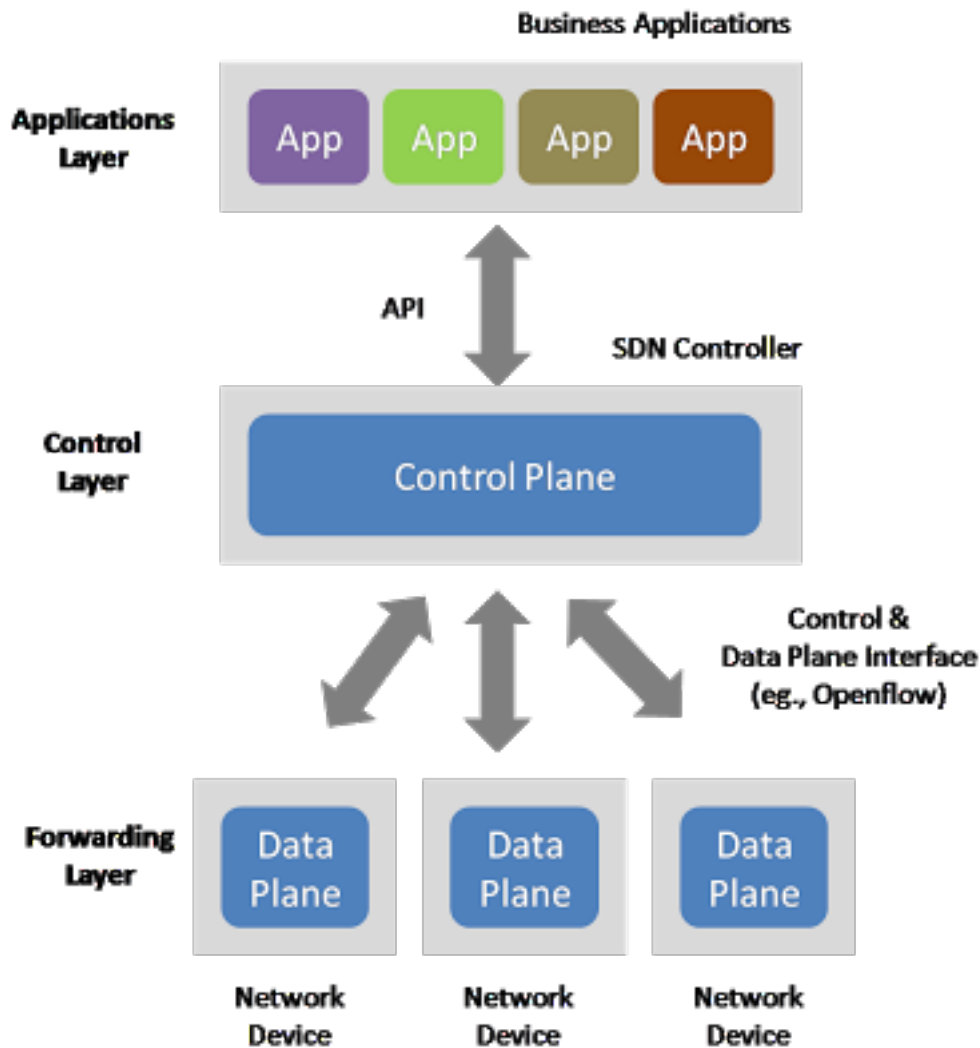 Business Applications
Applications
Layer
App App App App
API
SDN Controller
Control
Layer
Control Plane
Control &
Data Plane Interface
(eg., Openflow)
Forwarding
Layer
Data
Plane
Data
Plane
Data
Plane
Network
Device
Network
Device
Network
Device